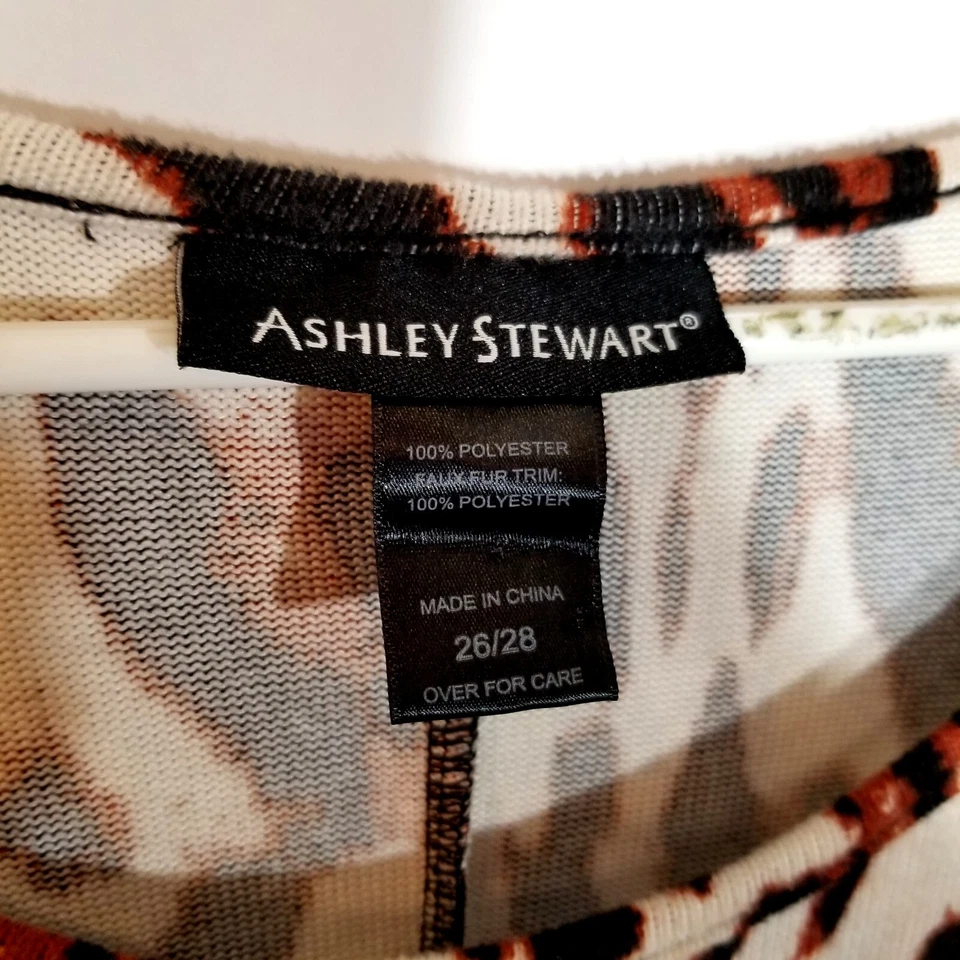 ASHLEY STEWART®
100% POLYESTER
FAUX FUR TRIM:
100% POLYESTER
MADE IN CHINA
26/28
OVER FOR CARE